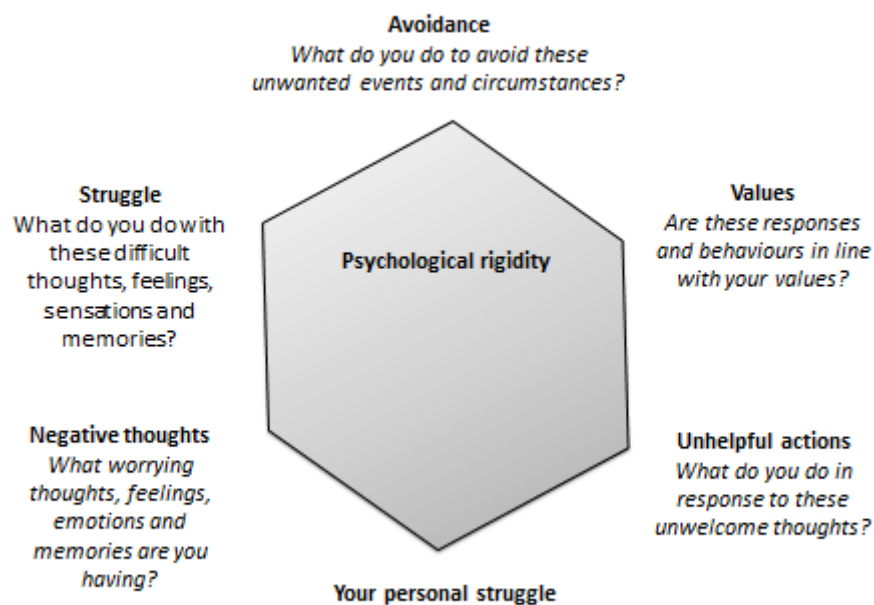 Avoidance
What do you do to avoid these
unwanted events and circumstances?
Struggle
What do you do with
these difficult
thoughts, feelings,
sensations and
memories?
Values
Are these responses
and behaviours in line
with your values?
Psychological rigidity
Negative thoughts
What worrying
thoughts, feelings,
emotions and
memories are you
having?
Unhelpful actions
What do you do in
response to these
unwelcome thoughts?
Your personal struggle